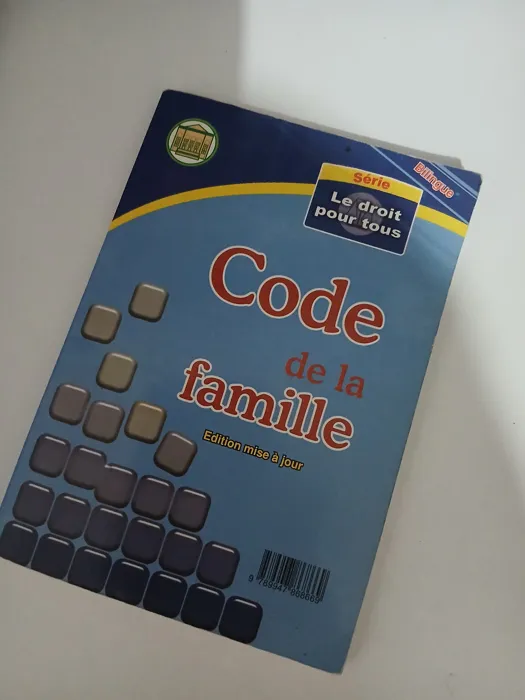 Bilingue
Série
Le droit
pour tous
Code
de la
famille
Edition mise à jour